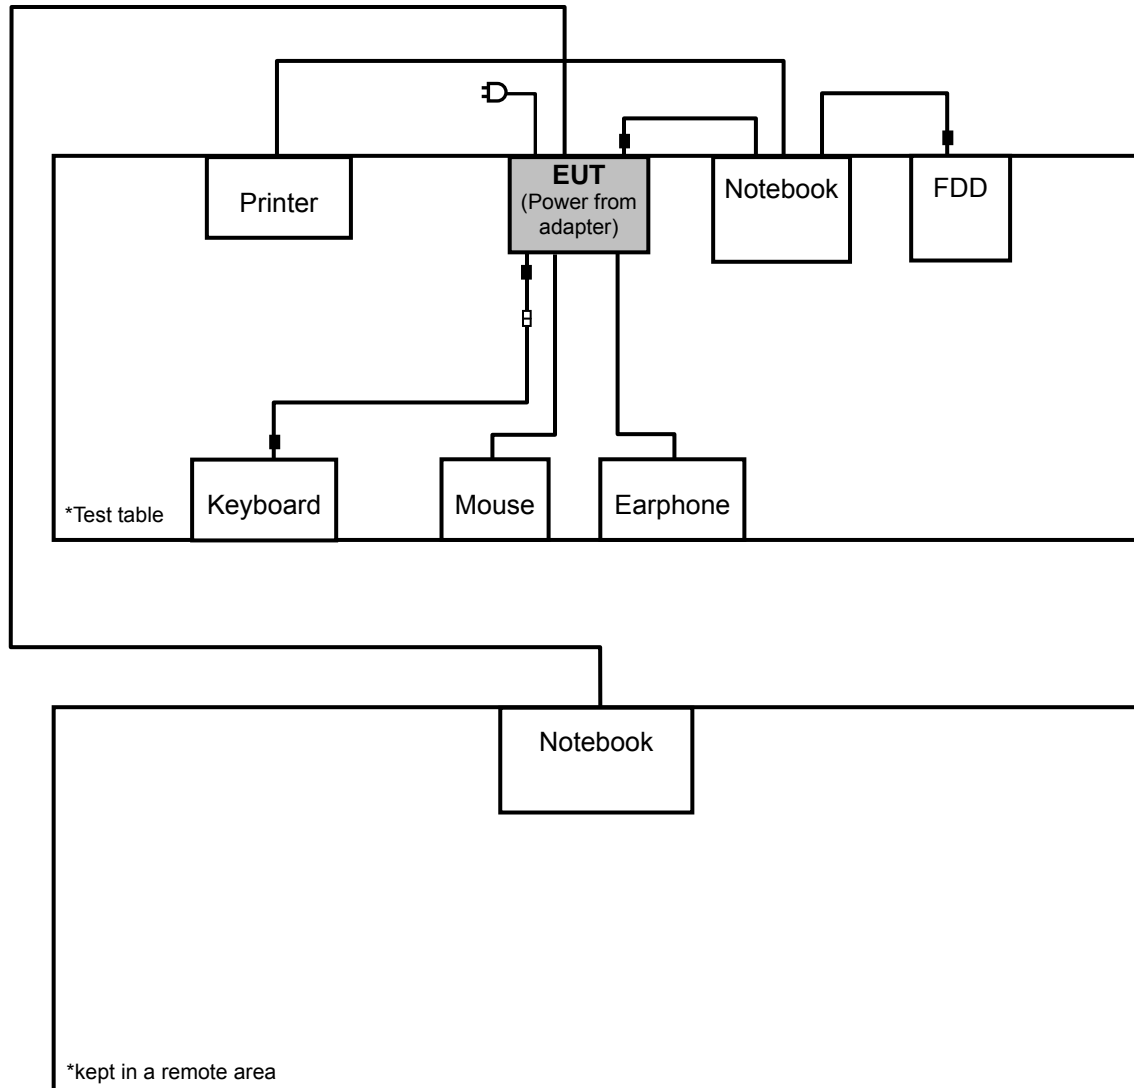 Printer
EUT
(Power from
adapter)
Notebook
FDD
Keyboard
Mouse
Earphone
*Test table
Notebook
*kept in a remote area